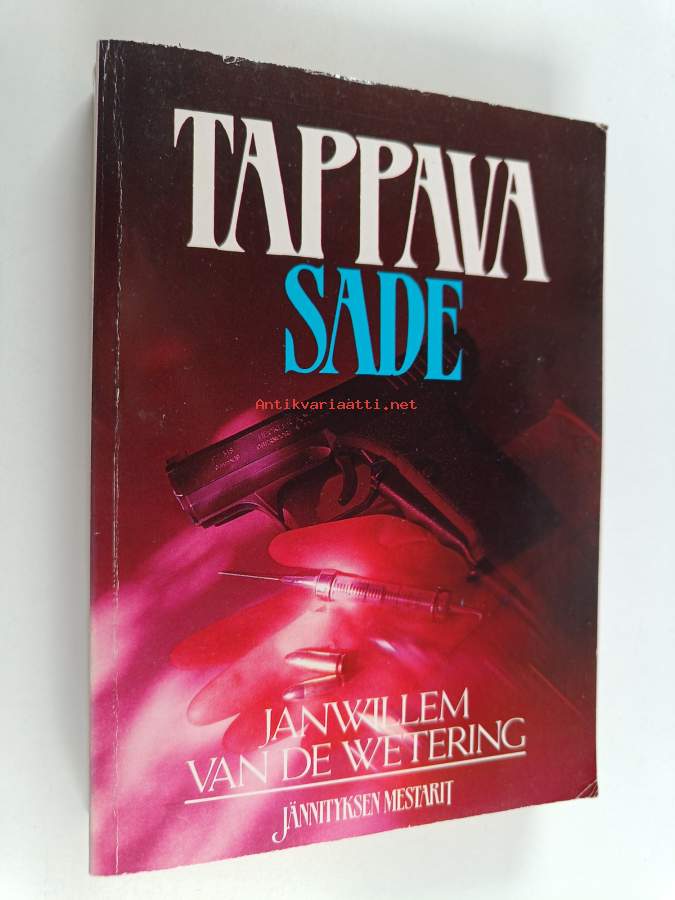 TAPPAVA
SADE
Antikvariaatti.net
JANWILLEM
VAN DE WETERING
JÄNNITYKSEN MESTARIT